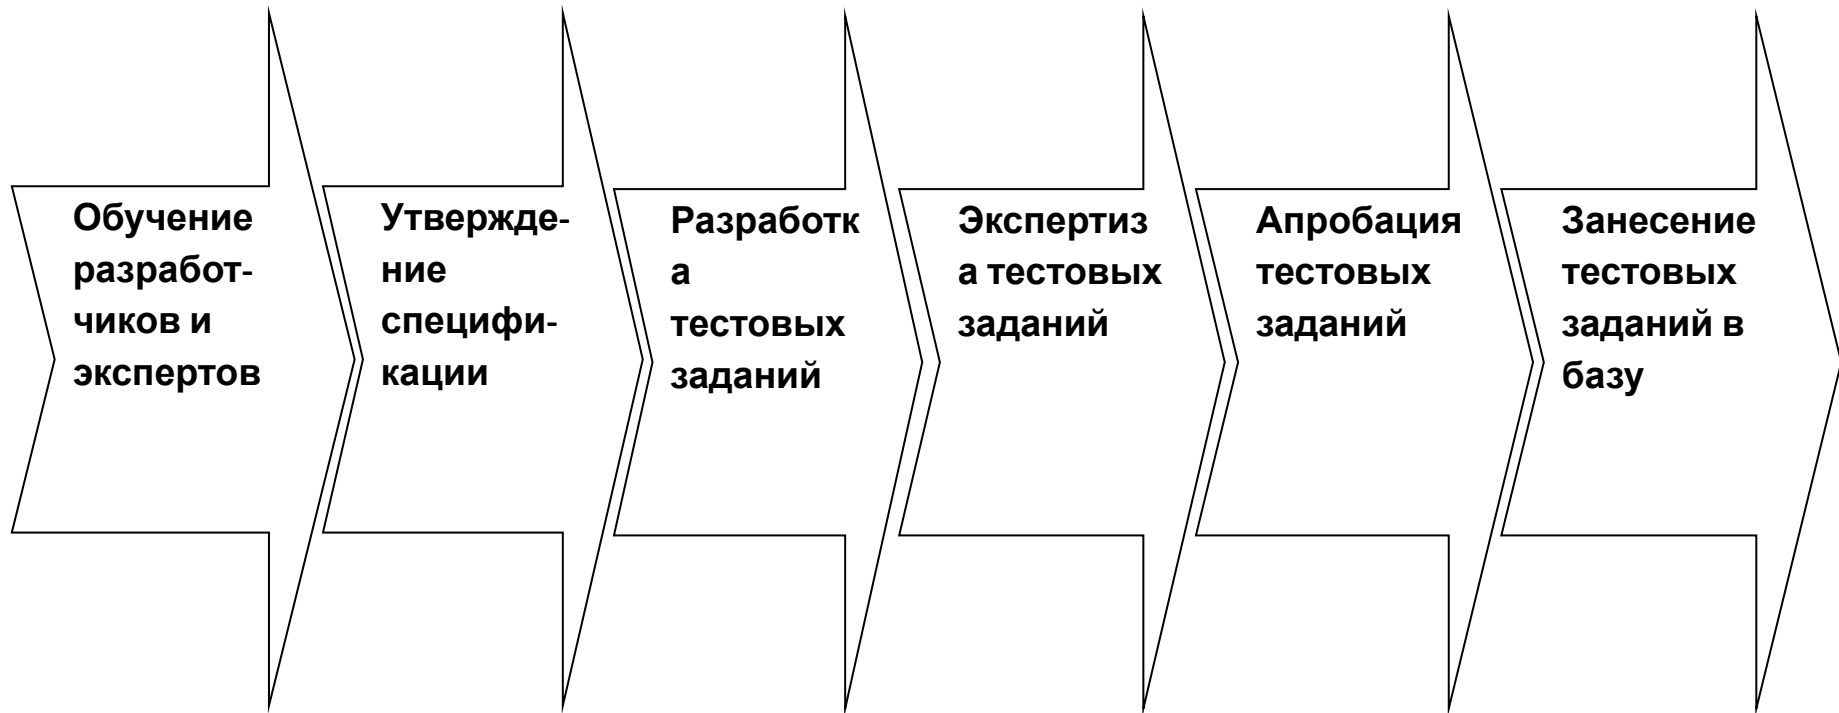 Обучение
разработ-
чиков и
экспертов
Утвержде-
ние
специфи-
кации
Разработк
а
тестовых
заданий
Экспертиз
а тестовых
заданий
Апробация
тестовых
заданий
Занесение
тестовых
заданий в
базу